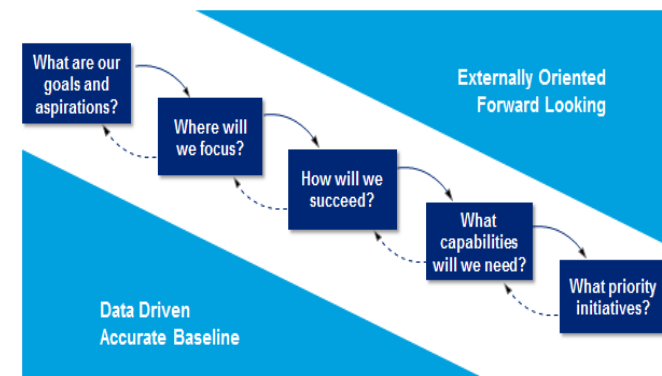 What are our
goals and
aspirations?
Externally Oriented
Forward Looking
Where will
we focus?
How will we
succeed?
What
capabilities
will we need?
What priority
initiatives?
Data Driven
Accurate Baseline